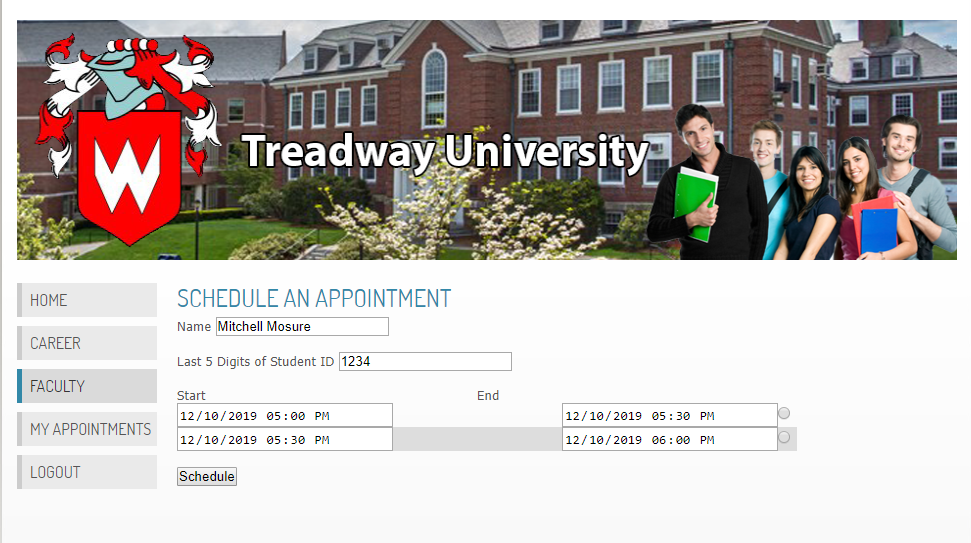 W
Treadway University
HOME
CAREER
FACULTY
MY APPOINTMENTS
LOGOUT
SCHEDULE AN APPOINTMENT
Name Mitchell Mosure
Last 5 Digits of Student ID 1234
Start End
12/10/2019 05:00 PM 12/10/2019 05:30 PM
12/10/2019 05:30 PM 12/10/2019 06:00 PM
Schedule